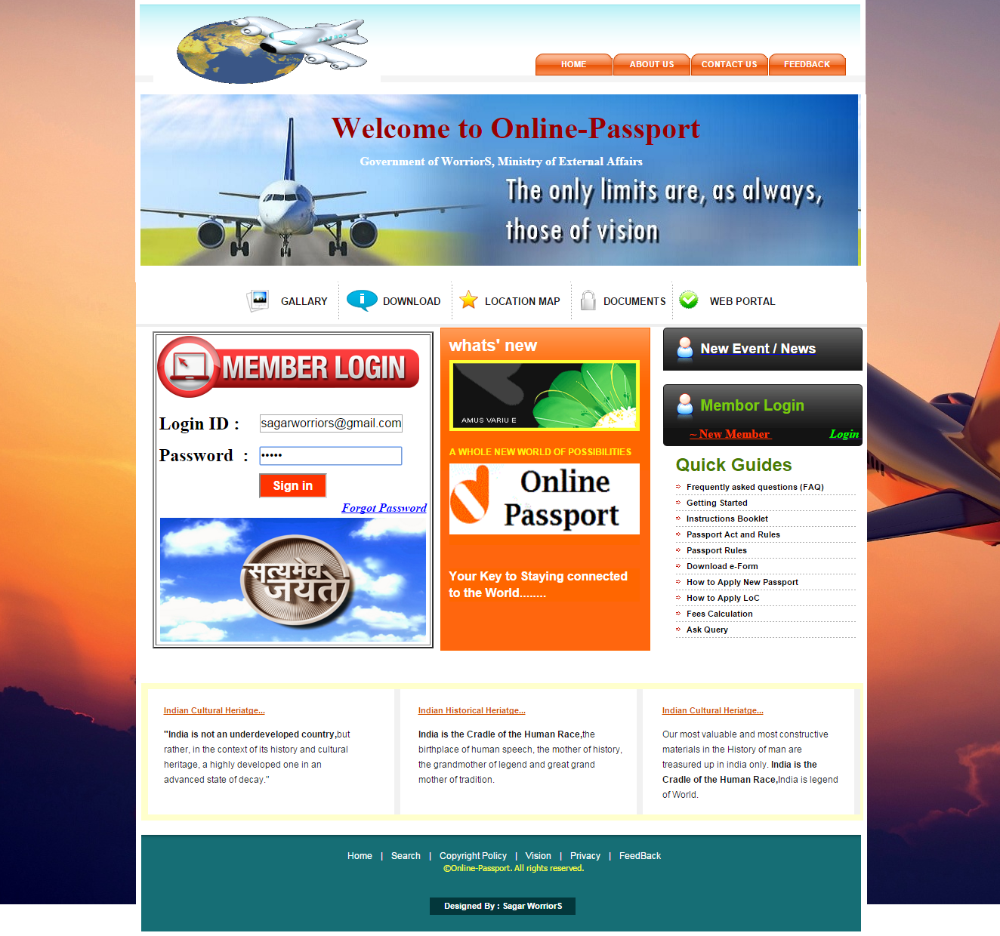 HOME
ABOUT US
CONTACT US
FEEDBACK
Welcome to Online-Passport
Government of WorriorS, Ministry of External Affairs
The only limits are, as always,
those of vision
GALLARY
DOWNLOAD
LOCATION MAP
DOCUMENTS
WEB PORTAL
MEMBER LOGIN
Login ID :
sagarworriors@gmail.com
Password :
•••••
Sign in
Forgot Password
सत्यमेव
जयते
whats' new
AMUS VARIU E
A WHOLE NEW WORLD OF POSSIBILITIES
Online
Passport
Your Key to Staying connected
to the World........
New Event / News
Membor Login
~ New Member
Login
Quick Guides
Frequently asked questions (FAQ)
Getting Started
Instructions Booklet
Passport Act and Rules
Passport Rules
Download e-Form
How to Apply New Passport
How to Apply LoC
Fees Calculation
Ask Query
Indian Cultural Heriatge...
"India is not an underdeveloped country,but
rather, in the context of its history and cultural
heritage, a highly developed one in an
advanced state of decay."
Indian Historical Heriatge...
India is the Cradle of the Human Race,the
birthplace of human speech, the mother of history,
the grandmother of legend and great grand
mother of tradition.
Indian Cultural Heriatge...
Our most valuable and most constructive
materials in the History of man are
treasured up in india only. India is the
Cradle of the Human Race,India is legend
of World.
Home | Search | Copyright Policy | Vision | Privacy | FeedBack
©Online-Passport. All rights reserved.
Designed By : Sagar WorriorS